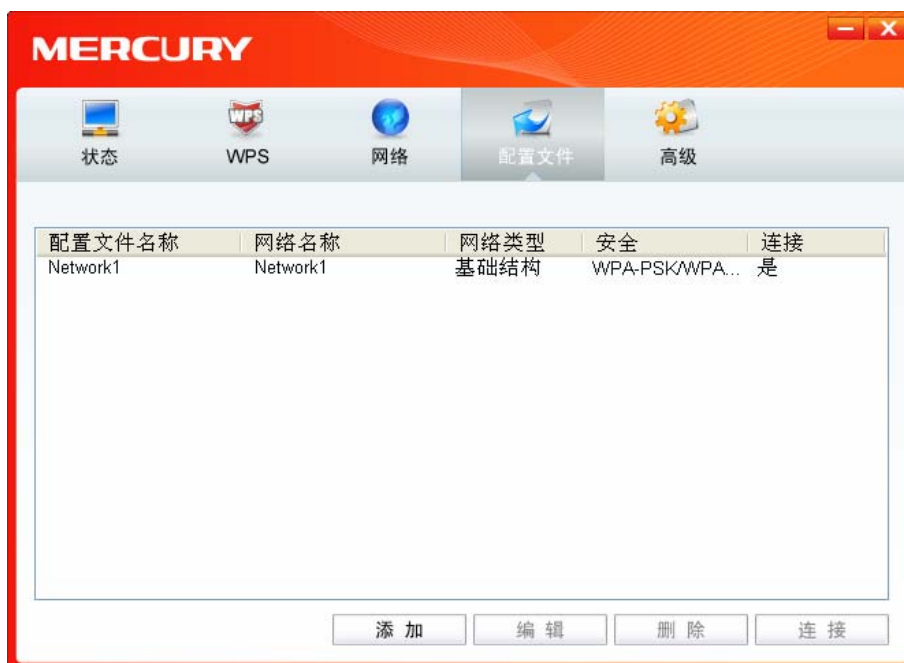 MERCURY
WPS
状态 WPS 网络 配置文件 高级
配置文件名称 网络名称 网络类型 安全 连接
Network1 Network1 基础结构 WPA-PSK/WPA... 是
添 加 编 辑 删 除 连 接